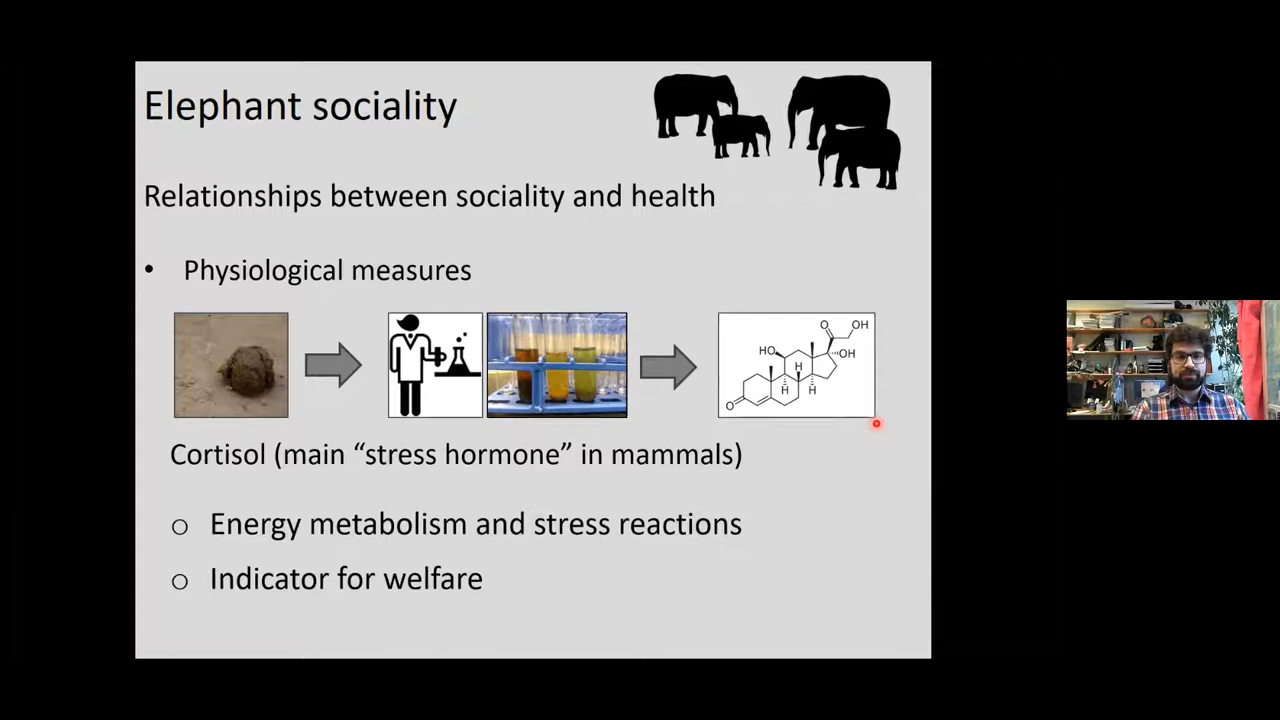 Elephant sociality
Relationships between sociality and health
• Physiological measures
O
OH
HO
OH
H
H
H
O
Cortisol (main “stress hormone” in mammals)
o Energy metabolism and stress reactions
o Indicator for welfare